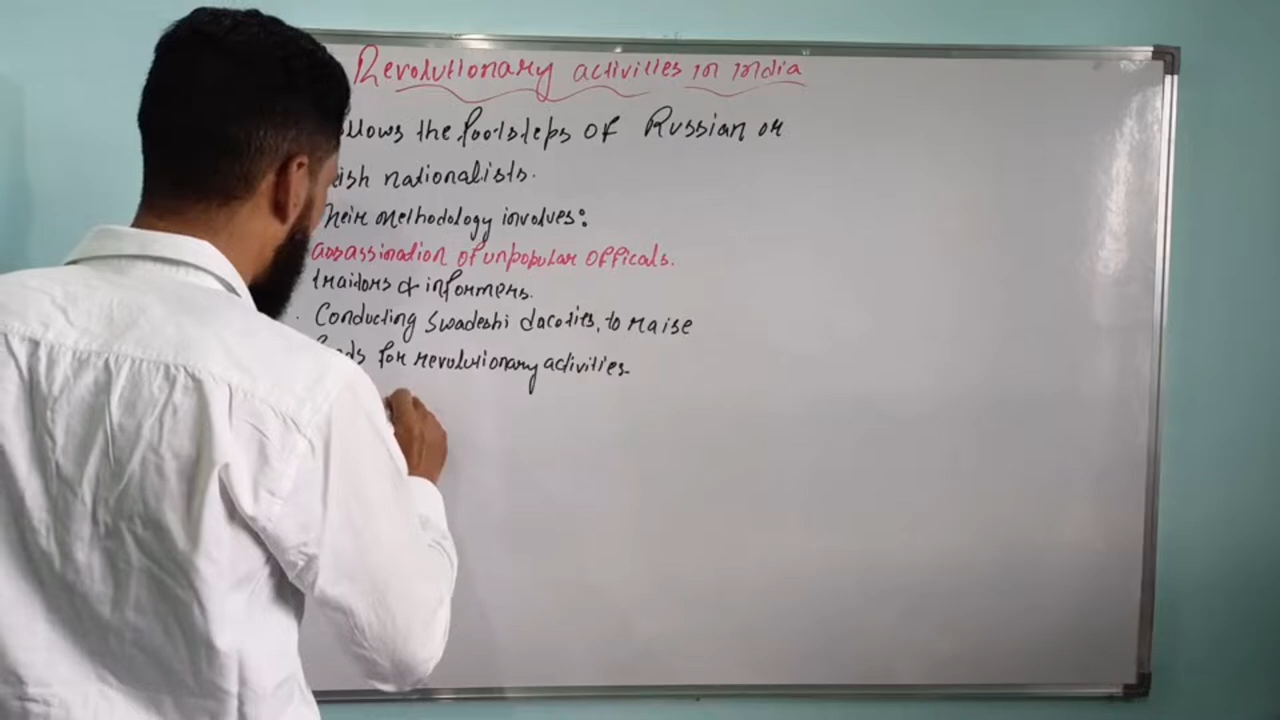 Revolutionary activities in india
llows the footsteps of Russian or
ish nationalists.
heir methodology involves:
assassination of unpopular officals.
traitors & informers.
. Conducting Swadeshi dacoties, to raise
for revolutionary activities.